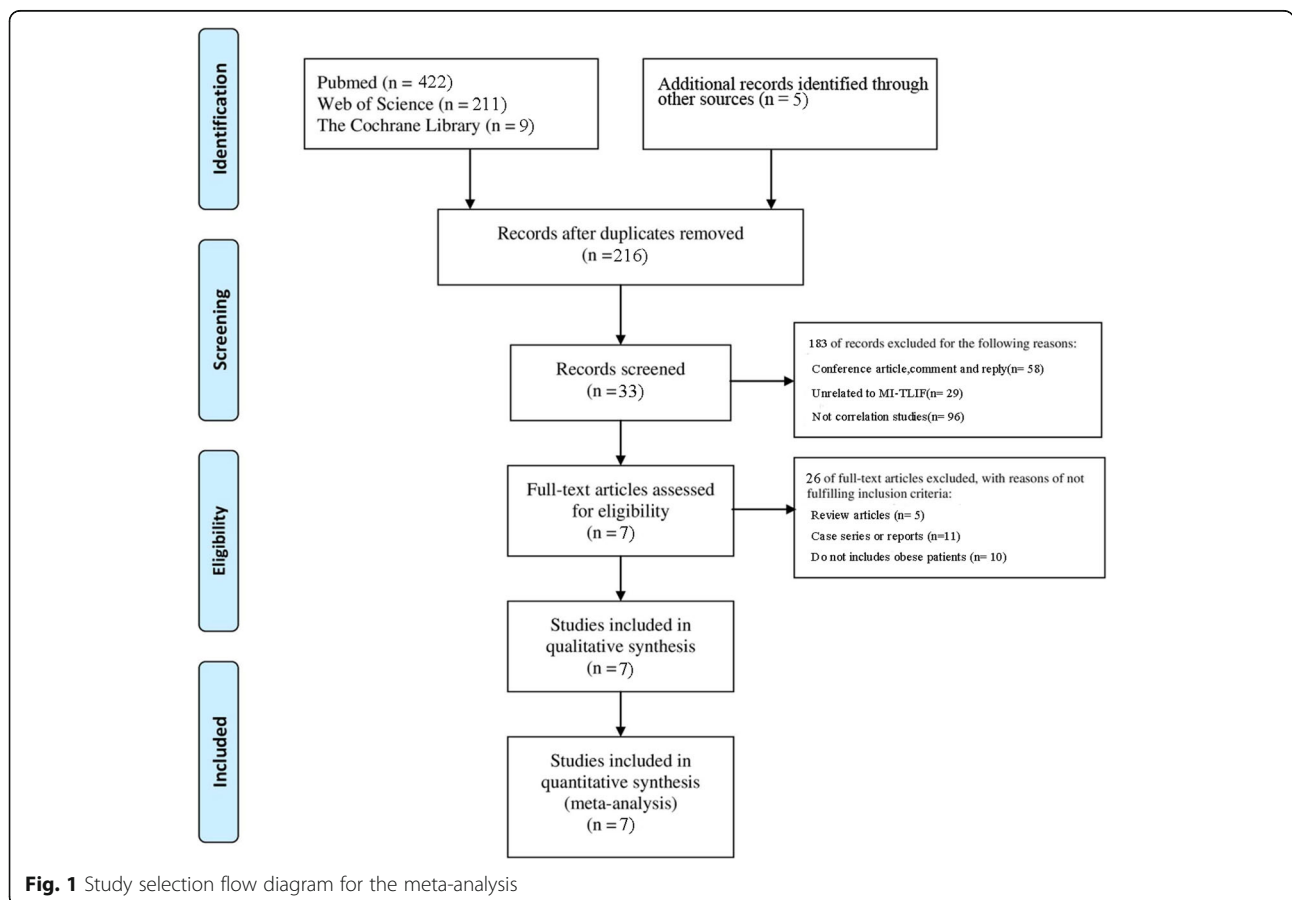 Identification
Pubmed (n = 422)
Web of Science (n = 211)
The Cochrane Library (n = 9)
Additional records identified through
other sources (n = 5)
Records after duplicates removed
(n =216)
Screening
Records screened
(n =33)
183 of records excluded for the following reasons:
Conference article,comment and reply(n= 58)
Unrelated to MI-TLIF(n= 29)
Not correlation studies(n= 96)
Eligibility
Full-text articles assessed
for eligibility
(n =7)
26 of full-text articles excluded, with reasons of not
fulfilling inclusion criteria:
Review articles (n= 5)
Case series or reports (n=11)
Do not includes obese patients (n= 10)
Studies included in
qualitative synthesis
(n =7)
Included
Studies included in
quantitative synthesis
(meta-analysis)
(n =7)
Fig. 1 Study selection flow diagram for the meta-analysis